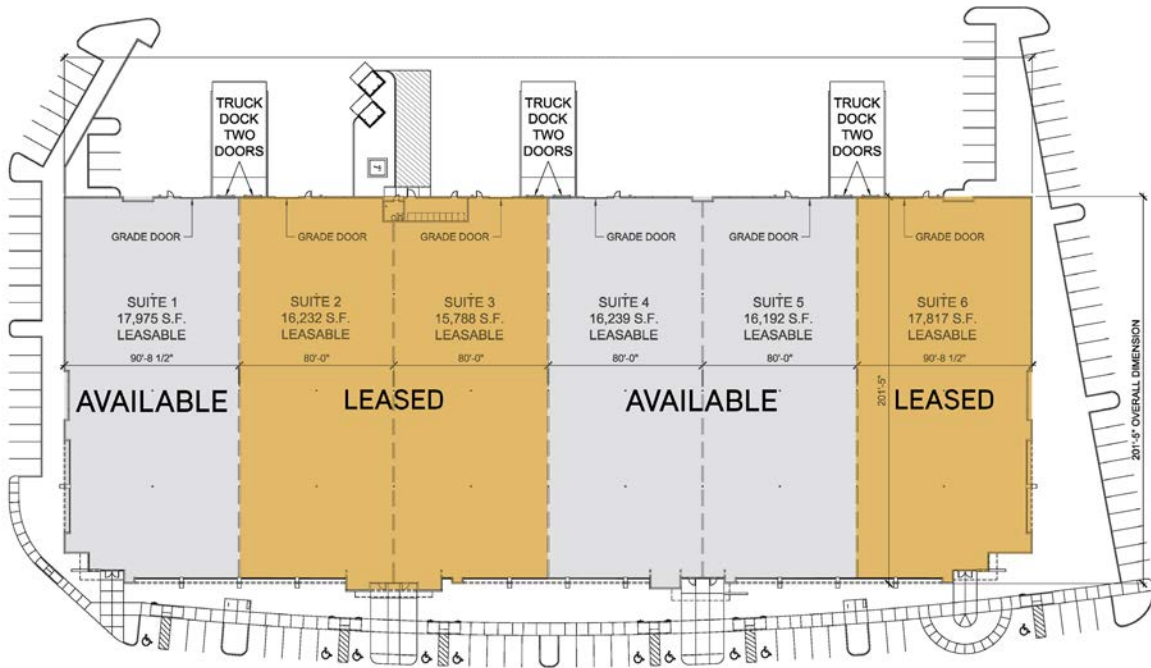 TRUCK
DOCK
TWO
DOORS
TRUCK
DOCK
TWO
DOORS
TRUCK
DOCK
TWO
DOORS
GRADE DOOR
GRADE DOOR
GRADE DOOR
GRADE DOOR
GRADE DOOR
GRADE DOOR
SUITE 1
17,975 S.F.
LEASABLE
90'-8 1/2"
SUITE 2
16,232 S.F.
LEASABLE
80'-0"
SUITE 3
15,788 S.F.
LEASABLE
80'-0"
SUITE 4
16,239 S.F.
LEASABLE
80'-0"
SUITE 5
16,192 S.F.
LEASABLE
80'-0"
SUITE 6
17,817 S.F.
LEASABLE
90'-8 1/2"
AVAILABLE
LEASED
AVAILABLE
LEASED
201'-5"
201'-5" OVERALL DIMENSION